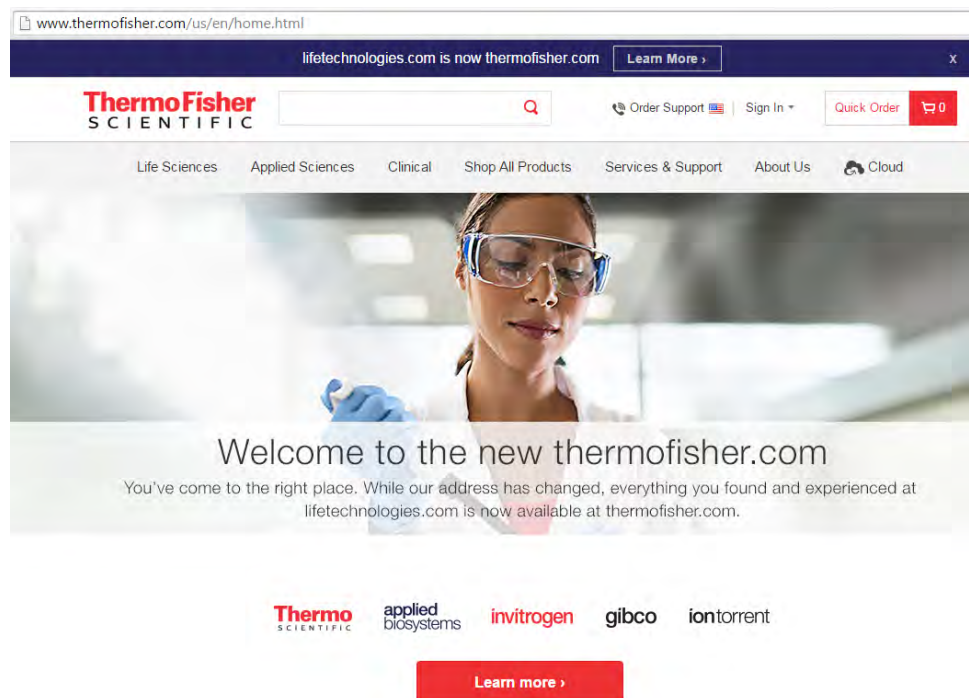 www.thermofisher.com/us/en/home.html
lifetechnologies.com is now thermofisher.com Learn More › X
ThermoFisher
SCIENTIFIC
Order Support Sign In Quick Order 0
Life Sciences Applied Sciences Clinical Shop All Products Services & Support About Us Cloud
Welcome to the new thermofisher.com
You've come to the right place. While our address has changed, everything you found and experienced at
lifetechnologies.com is now available at thermofisher.com.
Thermo
SCIENTIFIC
applied
biosystems
invitrogen
gibco
iontorrent
Learn more ›